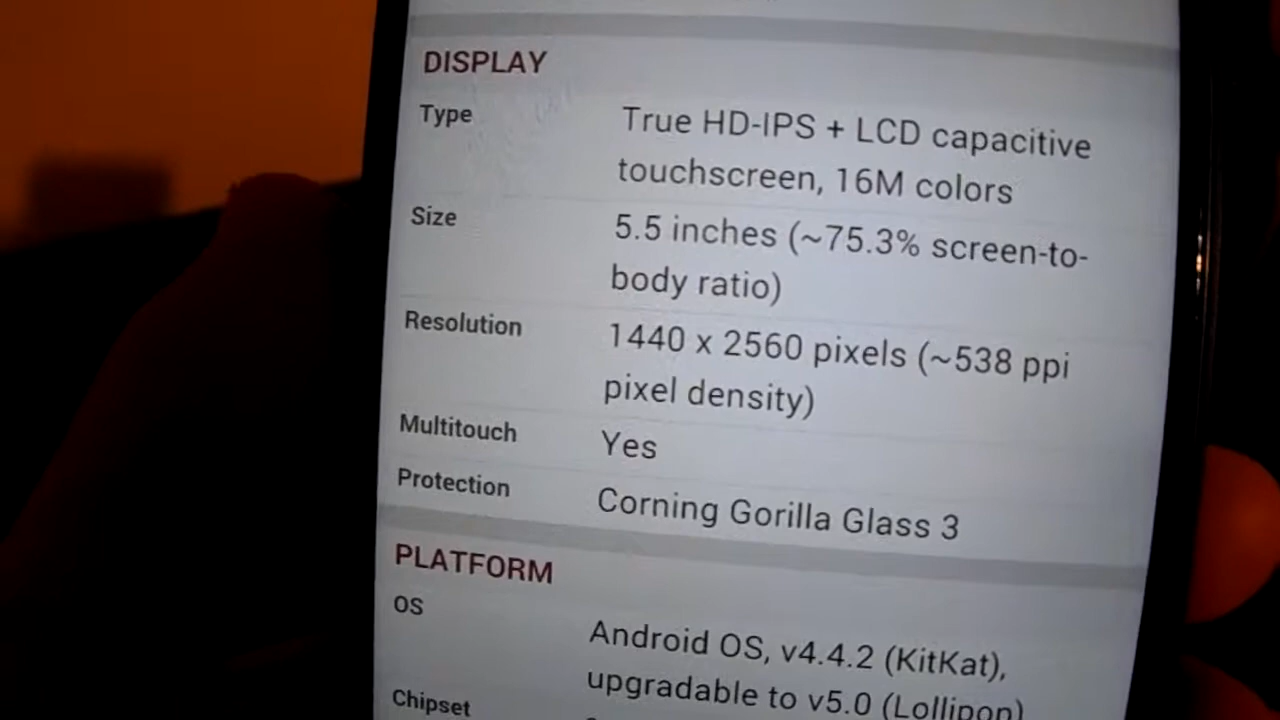 DISPLAY
Type
True HD-IPS + LCD capacitive
touchscreen, 16M colors
Size
5.5 inches (~75.3% screen-to-
body ratio)
Resolution
1440 x 2560 pixels (~538 ppi
pixel density)
Multitouch
Yes
Protection
Corning Gorilla Glass 3
PLATFORM
OS
Android OS, v4.4.2 (KitKat),
upgradable to v5.0 (Lollipop)
Chipset